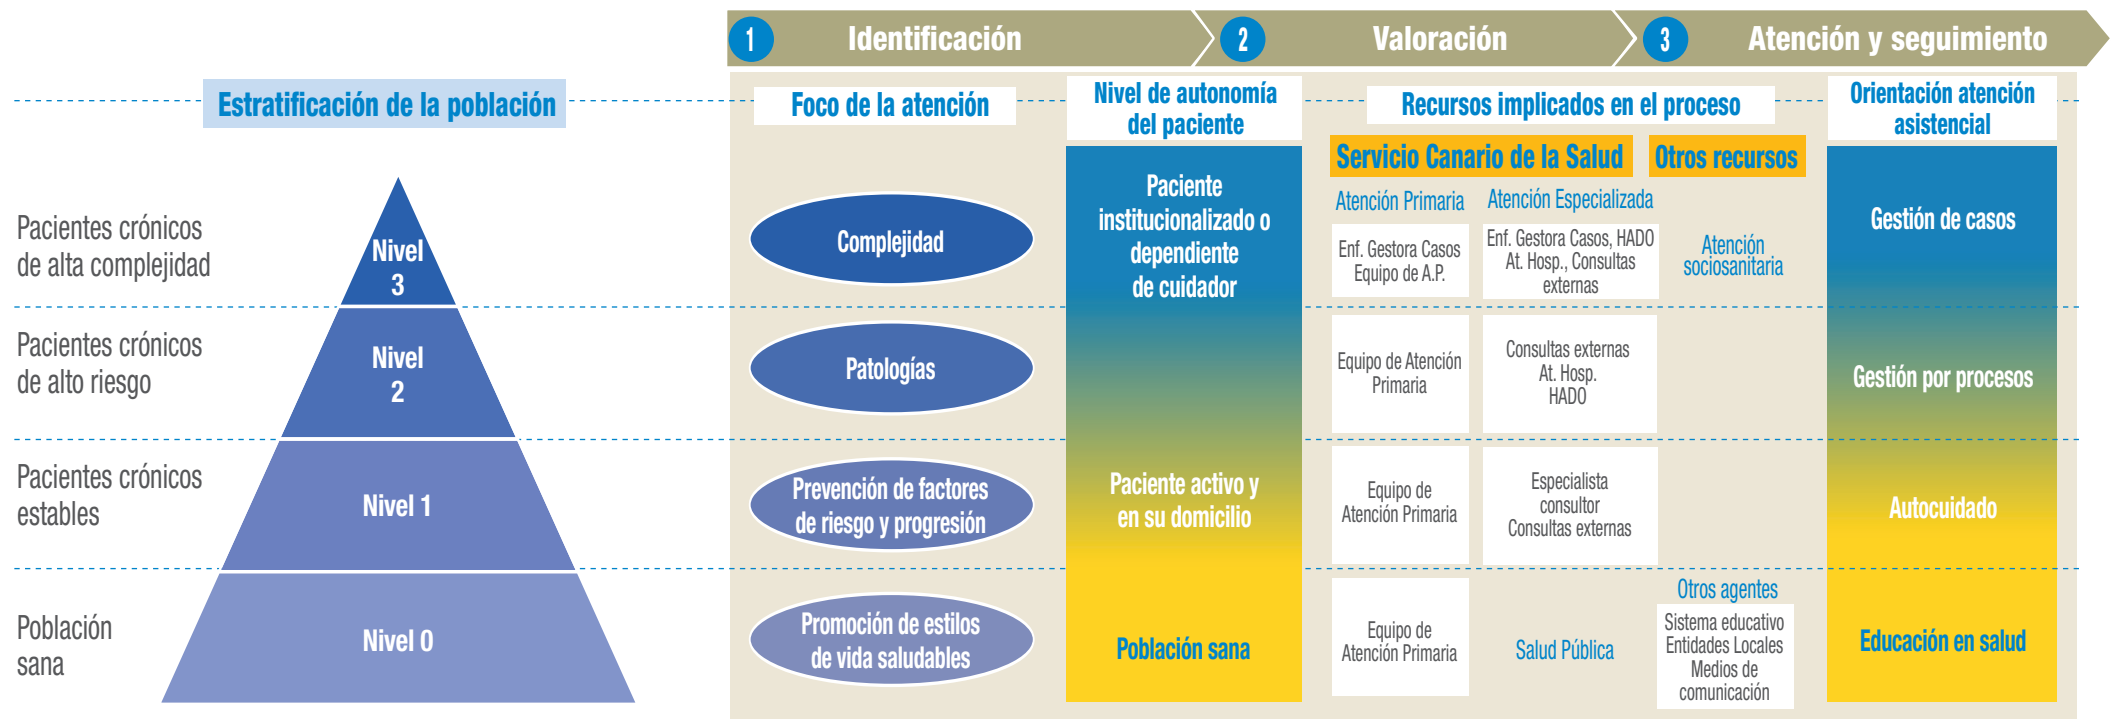 1
Identificación
2
Valoración
3
Atención y seguimiento
Estratificación de la población
Foco de la atención
Nivel de autonomía
del paciente
Recursos implicados en el proceso
Orientación atención
asistencial
Servicio Canario de la Salud
Otros recursos
Atención Primaria
Atención Especializada
Pacientes crónicos
de alta complejidad
Nivel
3
Complejidad
Paciente
institucionalizado o
dependiente
de cuidador
Enf. Gestora Casos
Equipo de A.P.
Enf. Gestora Casos, HADO
At. Hosp., Consultas
externas
Atención
sociosanitaria
Gestión de casos
Pacientes crónicos
de alto riesgo
Nivel
2
Patologías
Equipo de Atención
Primaria
Consultas externas
At. Hosp.
HADO
Gestión por procesos
Pacientes crónicos
estables
Nivel 1
Prevención de factores
de riesgo y progresión
Paciente activo y
en su domicilio
Equipo de
Atención Primaria
Especialista
consultor
Consultas externas
Autocuidado
Población
sana
Nivel 0
Promoción de estilos
de vida saludables
Población sana
Equipo de
Atención Primaria
Salud Pública
Otros agentes
Sistema educativo
Entidades Locales
Medios de
comunicación
Educación en salud